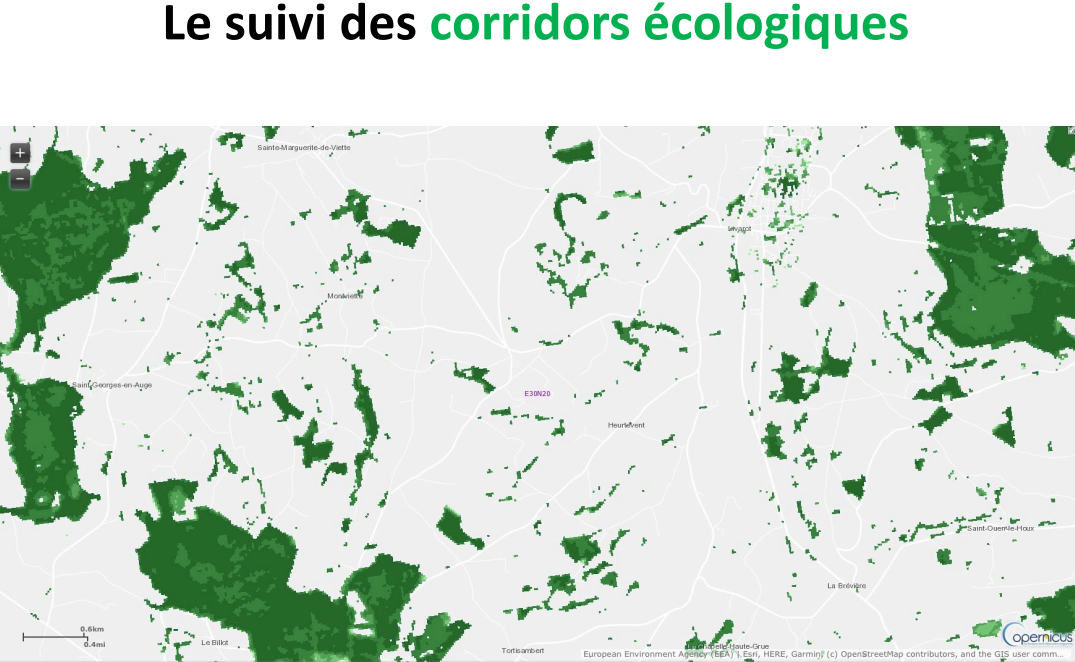 Le suivi des corridors écologiques
+
Sainte-Marguerite-de-Viette
−
Livarot
Montviette
Saint-Georges-en-Auge
E30N20
Heurtevent
Saint-Ouen-le-Houx
La Brévière
0.6km
0.4mi
Le Billot
Tortisambert
La Chapelle-Haute-Grue
opernicus
European Environment Agency (EEA) | Esri, HERE, Garmin, (c) OpenStreetMap contributors, and the GIS user comm...